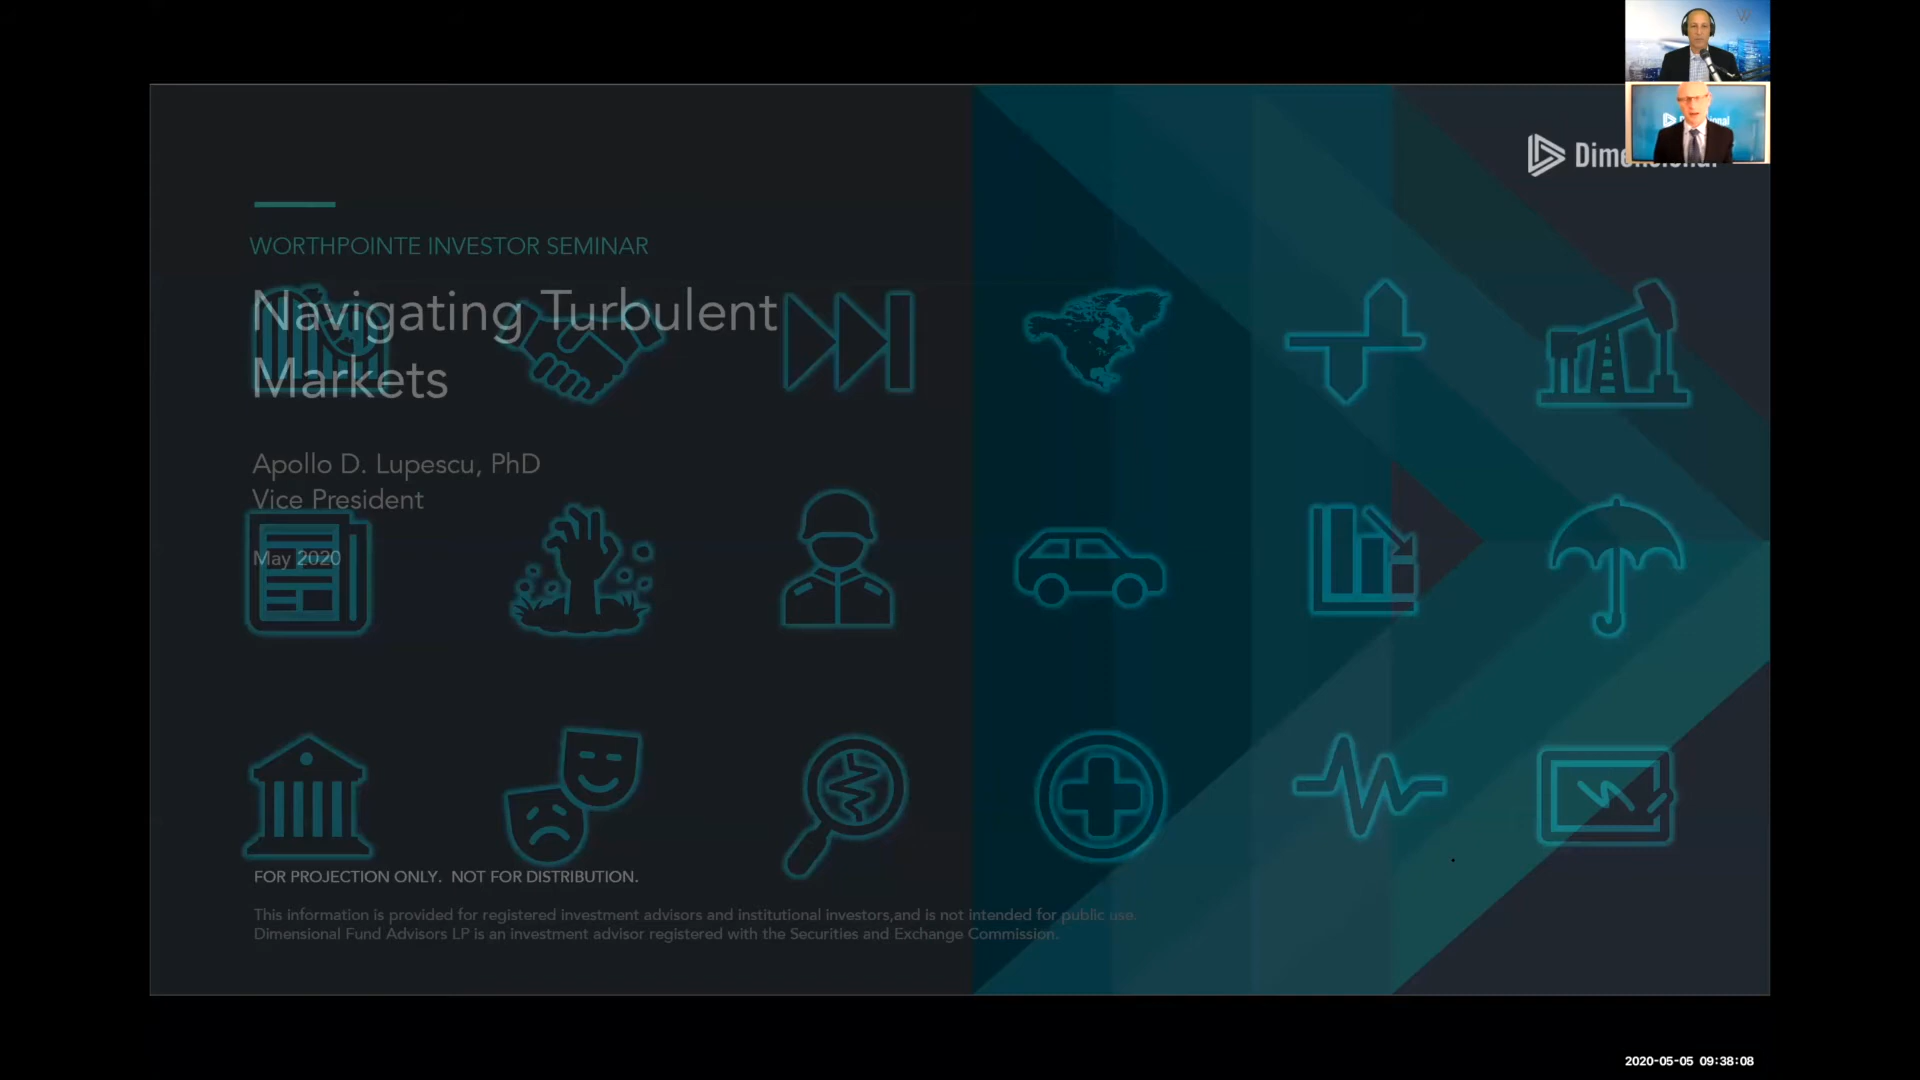 Dimensional
WORTHPOINTE INVESTOR SEMINAR
Navigating Turbulent
Markets
Apollo D. Lupescu, PhD
Vice President
May 2020
FOR PROJECTION ONLY. NOT FOR DISTRIBUTION.
This information is provided for registered investment advisors and institutional investors,and is not intended for public use.
Dimensional Fund Advisors LP is an investment advisor registered with the Securities and Exchange Commission.
2020-05-05 09:38:08